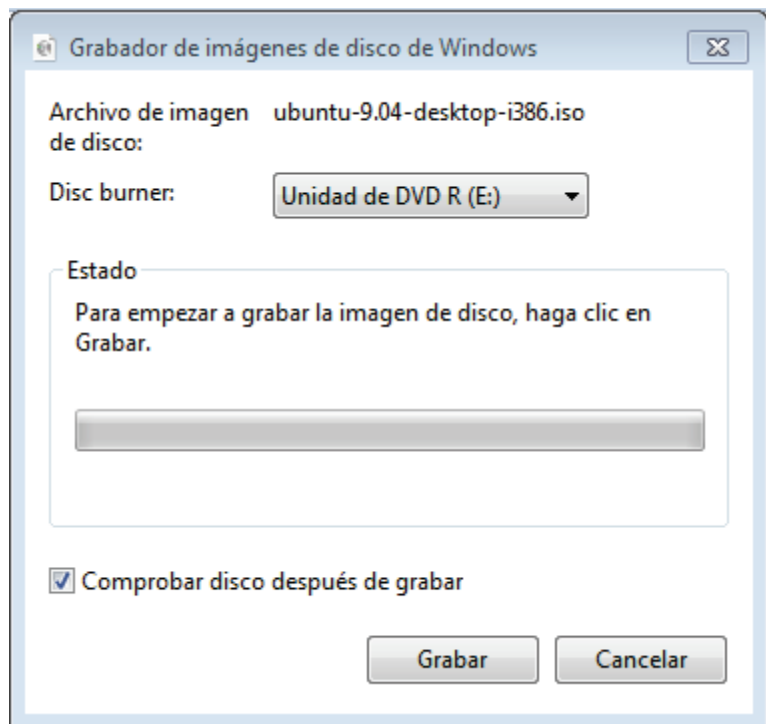 Grabador de imágenes de disco de Windows
Archivo de imagen ubuntu-9.04-desktop-i386.iso
de disco:
Disc burner: Unidad de DVD R (E:)
Estado
Para empezar a grabar la imagen de disco, haga clic en
Grabar.
Comprobar disco después de grabar
Grabar Cancelar